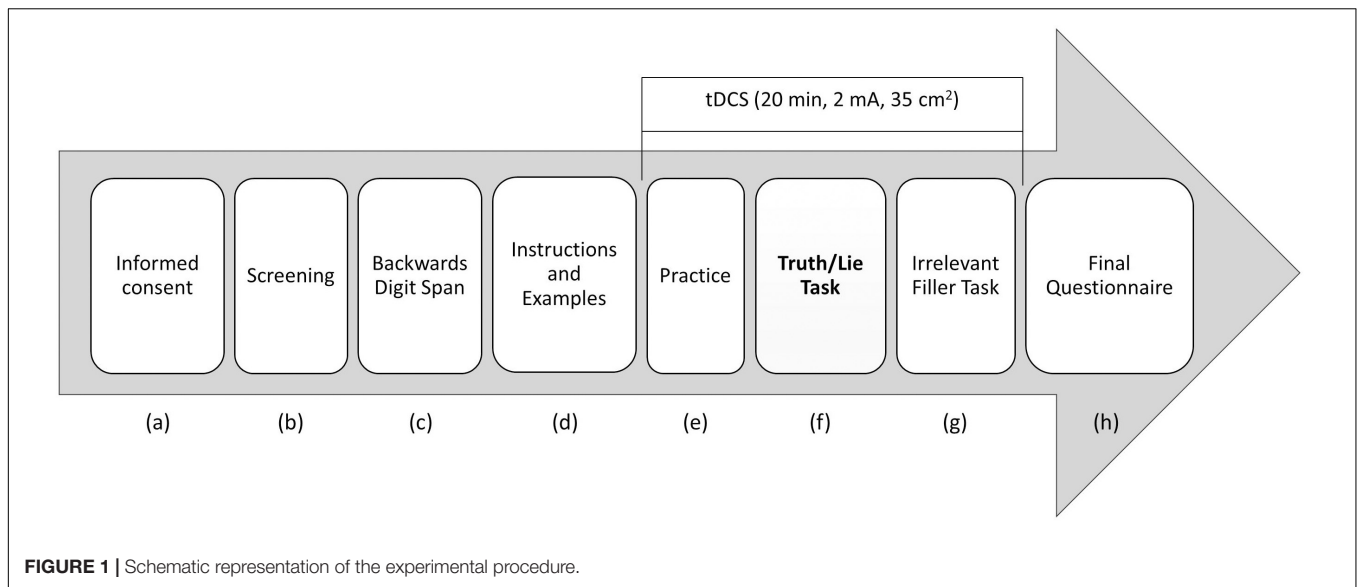 tDCS (20 min, 2 mA, 35 cm²)
Informed
consent
Screening
Backwards
Digit Span
Instructions
and
Examples
Practice
Truth/Lie
Task
Irrelevant
Filler Task
Final
Questionnaire
(a)
(b)
(c)
(d)
(e)
(f)
(g)
(h)
FIGURE 1 | Schematic representation of the experimental procedure.